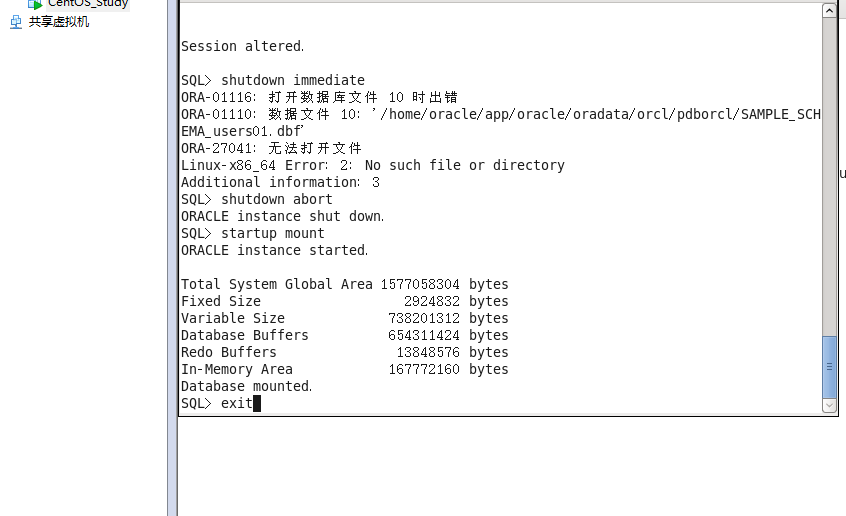 CentOS_Study
共享虚拟机
Session altered.
SQL> shutdown immediate
ORA-01116: 打开数据库文件 10 时出错
ORA-01110: 数据文件 10: '/home/oracle/app/oracle/oradata/orcl/pdborcl/SAMPLE_SCH
EMA_users01.dbf'
ORA-27041: 无法打开文件
Linux-x86_64 Error: 2: No such file or directory
Additional information: 3
SQL> shutdown abort
ORACLE instance shut down.
SQL> startup mount
ORACLE instance started.
Total System Global Area 1577058304 bytes
Fixed Size 2924832 bytes
Variable Size 738201312 bytes
Database Buffers 654311424 bytes
Redo Buffers 13848576 bytes
In-Memory Area 167772160 bytes
Database mounted.
SQL> exit